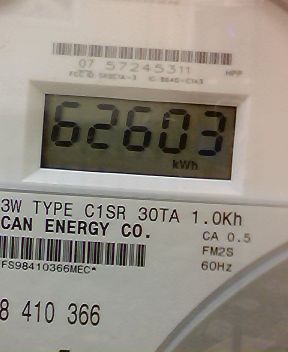 07 57245311
HPP
62603
kWh
3W TYPE C1SR 30TA 1.0Kh
CAN ENERGY CO.
CA 0.5
FM2S
60Hz
FS98410366MEC*
8 410 366